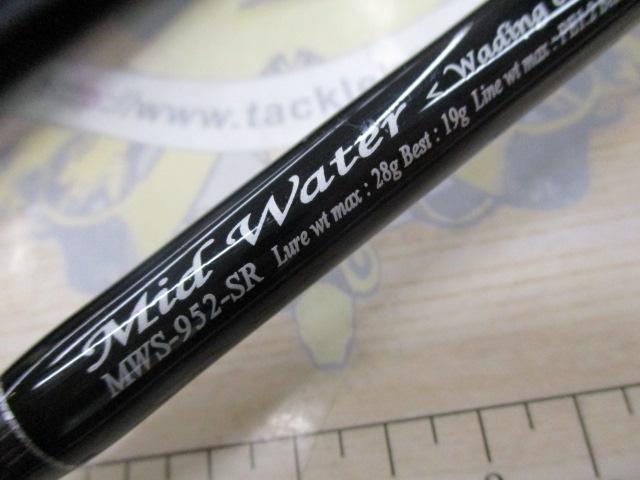 Mid Water < Wading
MWS-952-SR Lure wt max : 28g Best : 19g Line wt max :
www.tackle